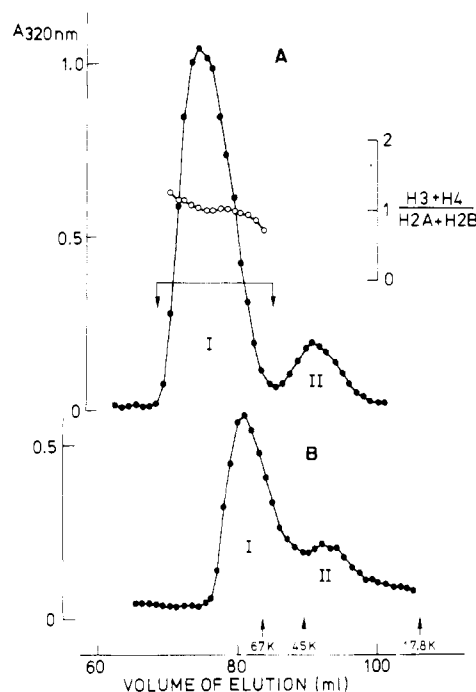 A320nm
A
1.0
2
H3+H4
1
H2A+H2B
0.5
0
I
II
0
B
0.5
I
II
0
67K 45K 17.8K
60 80 100
VOLUME OF ELUTION (ml)